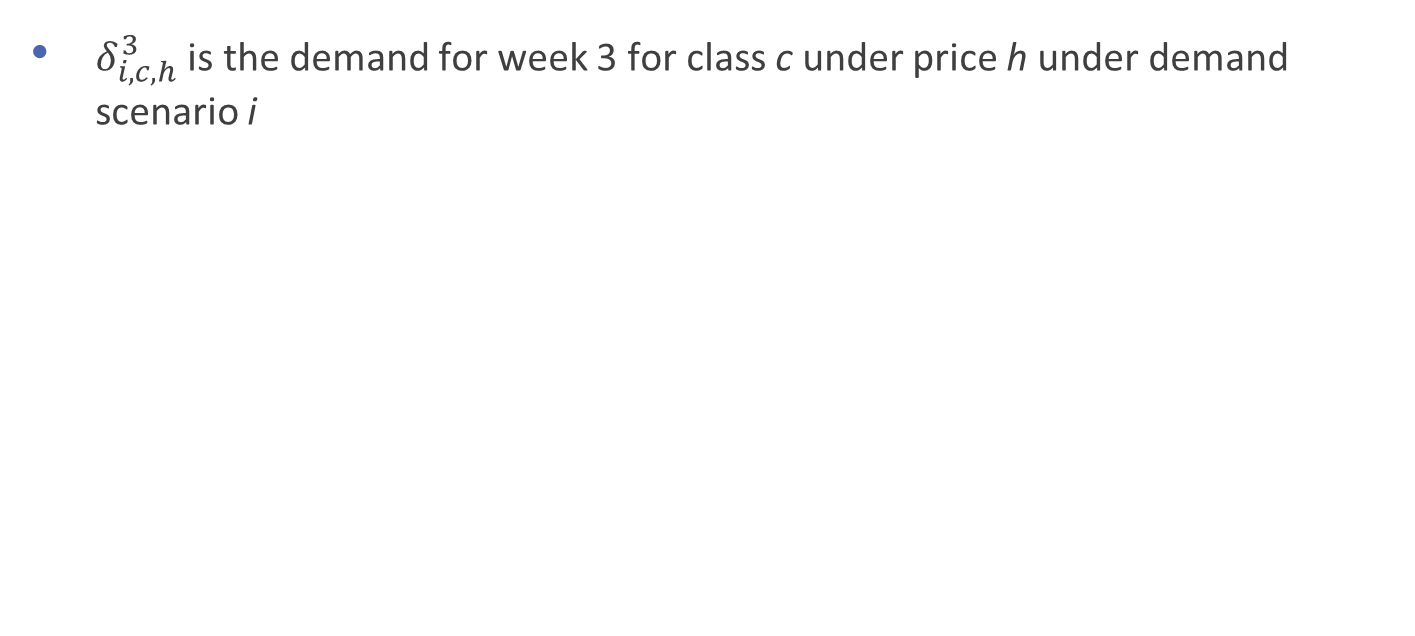 • δ³ᵢ,c,h is the demand for week 3 for class c under price h under demand
scenario i